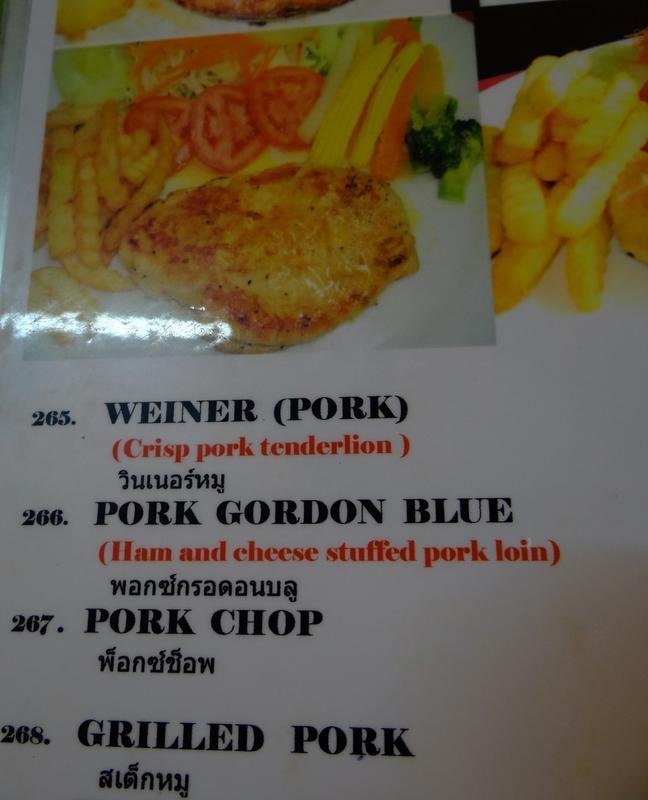 265. WEINER (PORK)
(Crisp pork tenderlion )
วินเนอร์หมู
266. PORK GORDON BLUE
(Ham and cheese stuffed pork loin)
พอกซ์กรอดอนบลู
267. PORK CHOP
พ็อกซ์ช็อพ
268. GRILLED PORK
สเต็กหมู